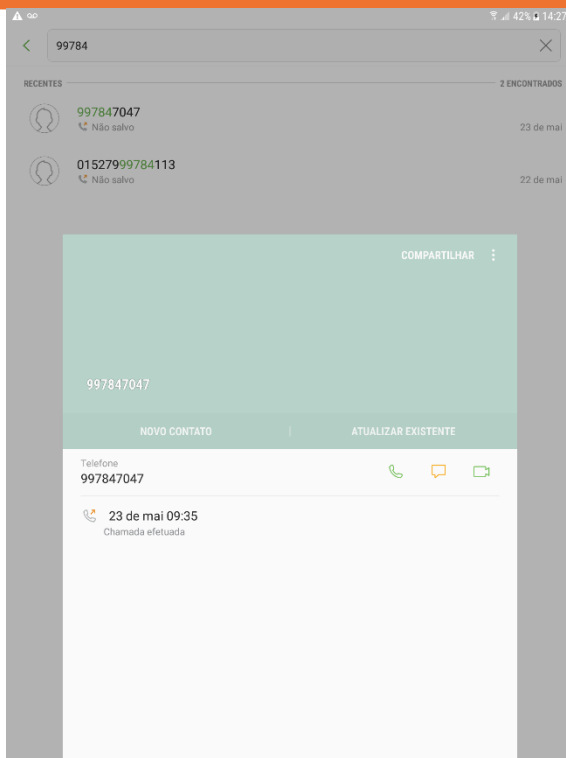 42% 14:27
99784
RECENTES 2 ENCONTRADOS
997847047
Não salvo 23 de mai
01527999784113
Não salvo 22 de mai
COMPARTILHAR
997847047
NOVO CONTATO | ATUALIZAR EXISTENTE
Telefone
997847047
23 de mai 09:35
Chamada efetuada